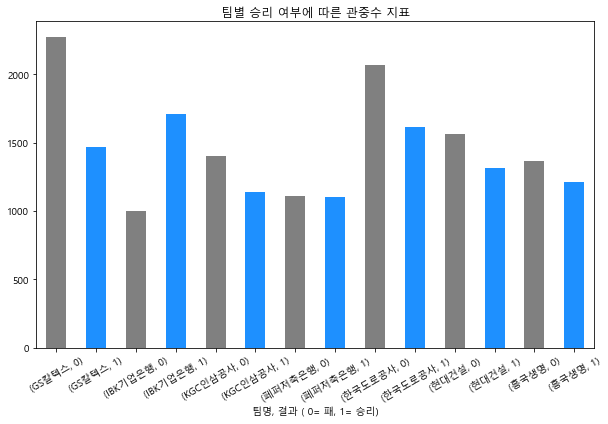 팀별 승리 여부에 따른 관중수 지표
2000
1500
1000
500
0
(GS칼텍스, 0)
(GS칼텍스, 1)
(IBK기업은행, 0)
(IBK기업은행, 1)
(KGC인삼공사, 0)
(KGC인삼공사, 1)
(페퍼저축은행, 0)
(페퍼저축은행, 1)
(한국도로공사, 0)
(한국도로공사, 1)
(현대건설, 0)
(현대건설, 1)
(흥국생명, 0)
(흥국생명, 1)
팀명, 결과 ( 0= 패, 1= 승리)